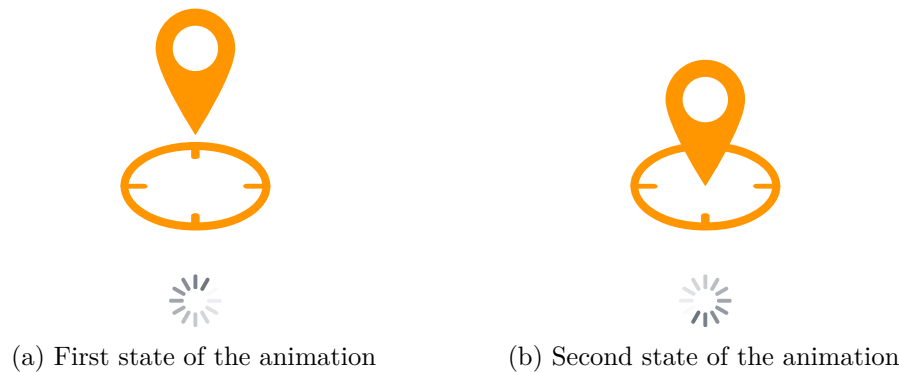 (a) First state of the animation
(b) Second state of the animation